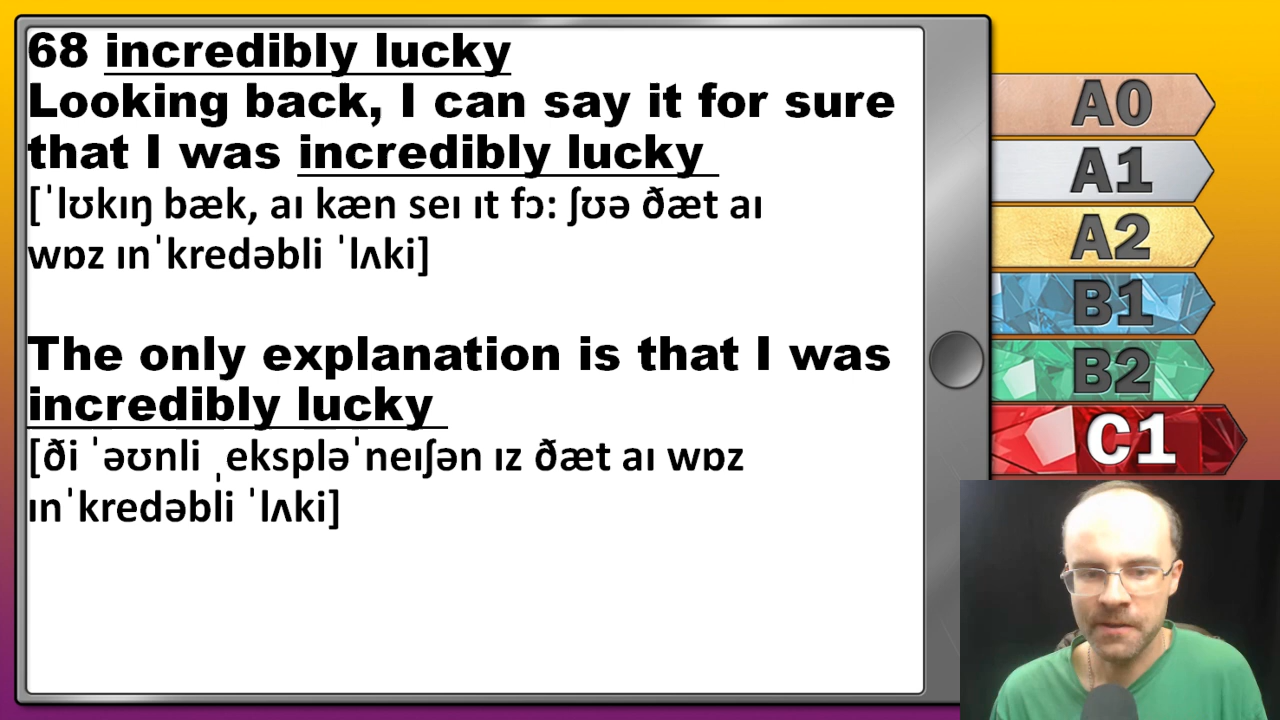 68 incredibly lucky
Looking back, I can say it for sure
that I was incredibly lucky
[ˈlʊkɪŋ bæk, aɪ kæn seɪ ɪt fɔː ʃʊə ðæt aɪ
wɒz ɪnˈkredəbli ˈlʌki]
The only explanation is that I was
incredibly lucky
[ði ˈəʊnli ˌekspləˈneɪʃən ɪz ðæt aɪ wɒz
ɪnˈkredəbli ˈlʌki]
A0
A1
A2
B1
B2
C1